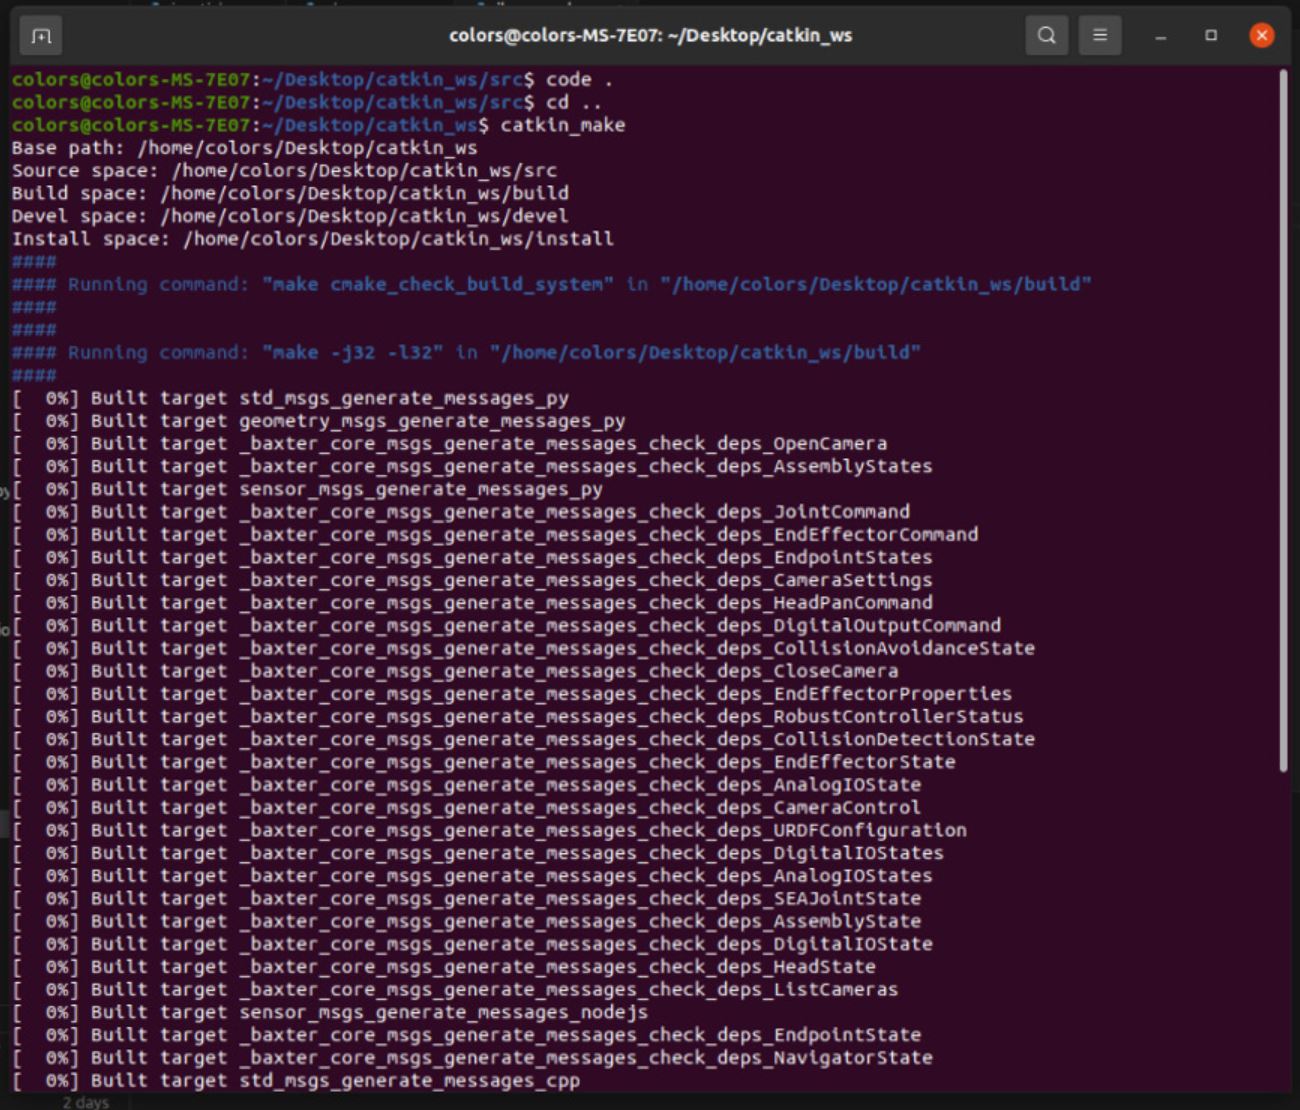 colors@colors-MS-7E07: ~/Desktop/catkin_ws
colors@colors-MS-7E07:~/Desktop/catkin_ws/src$ code .
colors@colors-MS-7E07:~/Desktop/catkin_ws/src$ cd ..
colors@colors-MS-7E07:~/Desktop/catkin_ws$ catkin_make
Base path: /home/colors/Desktop/catkin_ws
Source space: /home/colors/Desktop/catkin_ws/src
Build space: /home/colors/Desktop/catkin_ws/build
Devel space: /home/colors/Desktop/catkin_ws/devel
Install space: /home/colors/Desktop/catkin_ws/install
####
#### Running command: "make cmake_check_build_system" in "/home/colors/Desktop/catkin_ws/build"
####
####
#### Running command: "make -j32 -l32" in "/home/colors/Desktop/catkin_ws/build"
####
[  0%] Built target std_msgs_generate_messages_py
[  0%] Built target geometry_msgs_generate_messages_py
[  0%] Built target _baxter_core_msgs_generate_messages_check_deps_OpenCamera
[  0%] Built target _baxter_core_msgs_generate_messages_check_deps_AssemblyStates
[  0%] Built target sensor_msgs_generate_messages_py
[  0%] Built target _baxter_core_msgs_generate_messages_check_deps_JointCommand
[  0%] Built target _baxter_core_msgs_generate_messages_check_deps_EndEffectorCommand
[  0%] Built target _baxter_core_msgs_generate_messages_check_deps_EndpointStates
[  0%] Built target _baxter_core_msgs_generate_messages_check_deps_CameraSettings
[  0%] Built target _baxter_core_msgs_generate_messages_check_deps_HeadPanCommand
[  0%] Built target _baxter_core_msgs_generate_messages_check_deps_DigitalOutputCommand
[  0%] Built target _baxter_core_msgs_generate_messages_check_deps_CollisionAvoidanceState
[  0%] Built target _baxter_core_msgs_generate_messages_check_deps_CloseCamera
[  0%] Built target _baxter_core_msgs_generate_messages_check_deps_EndEffectorProperties
[  0%] Built target _baxter_core_msgs_generate_messages_check_deps_RobustControllerStatus
[  0%] Built target _baxter_core_msgs_generate_messages_check_deps_CollisionDetectionState
[  0%] Built target _baxter_core_msgs_generate_messages_check_deps_EndEffectorState
[  0%] Built target _baxter_core_msgs_generate_messages_check_deps_AnalogIOState
[  0%] Built target _baxter_core_msgs_generate_messages_check_deps_CameraControl
[  0%] Built target _baxter_core_msgs_generate_messages_check_deps_URDFConfiguration
[  0%] Built target _baxter_core_msgs_generate_messages_check_deps_DigitalIOStates
[  0%] Built target _baxter_core_msgs_generate_messages_check_deps_AnalogIOStates
[  0%] Built target _baxter_core_msgs_generate_messages_check_deps_SEAJointState
[  0%] Built target _baxter_core_msgs_generate_messages_check_deps_AssemblyState
[  0%] Built target _baxter_core_msgs_generate_messages_check_deps_DigitalIOState
[  0%] Built target _baxter_core_msgs_generate_messages_check_deps_HeadState
[  0%] Built target _baxter_core_msgs_generate_messages_check_deps_ListCameras
[  0%] Built target sensor_msgs_generate_messages_nodejs
[  0%] Built target _baxter_core_msgs_generate_messages_check_deps_EndpointState
[  0%] Built target _baxter_core_msgs_generate_messages_check_deps_NavigatorState
[  0%] Built target std_msgs_generate_messages_cpp
2 days